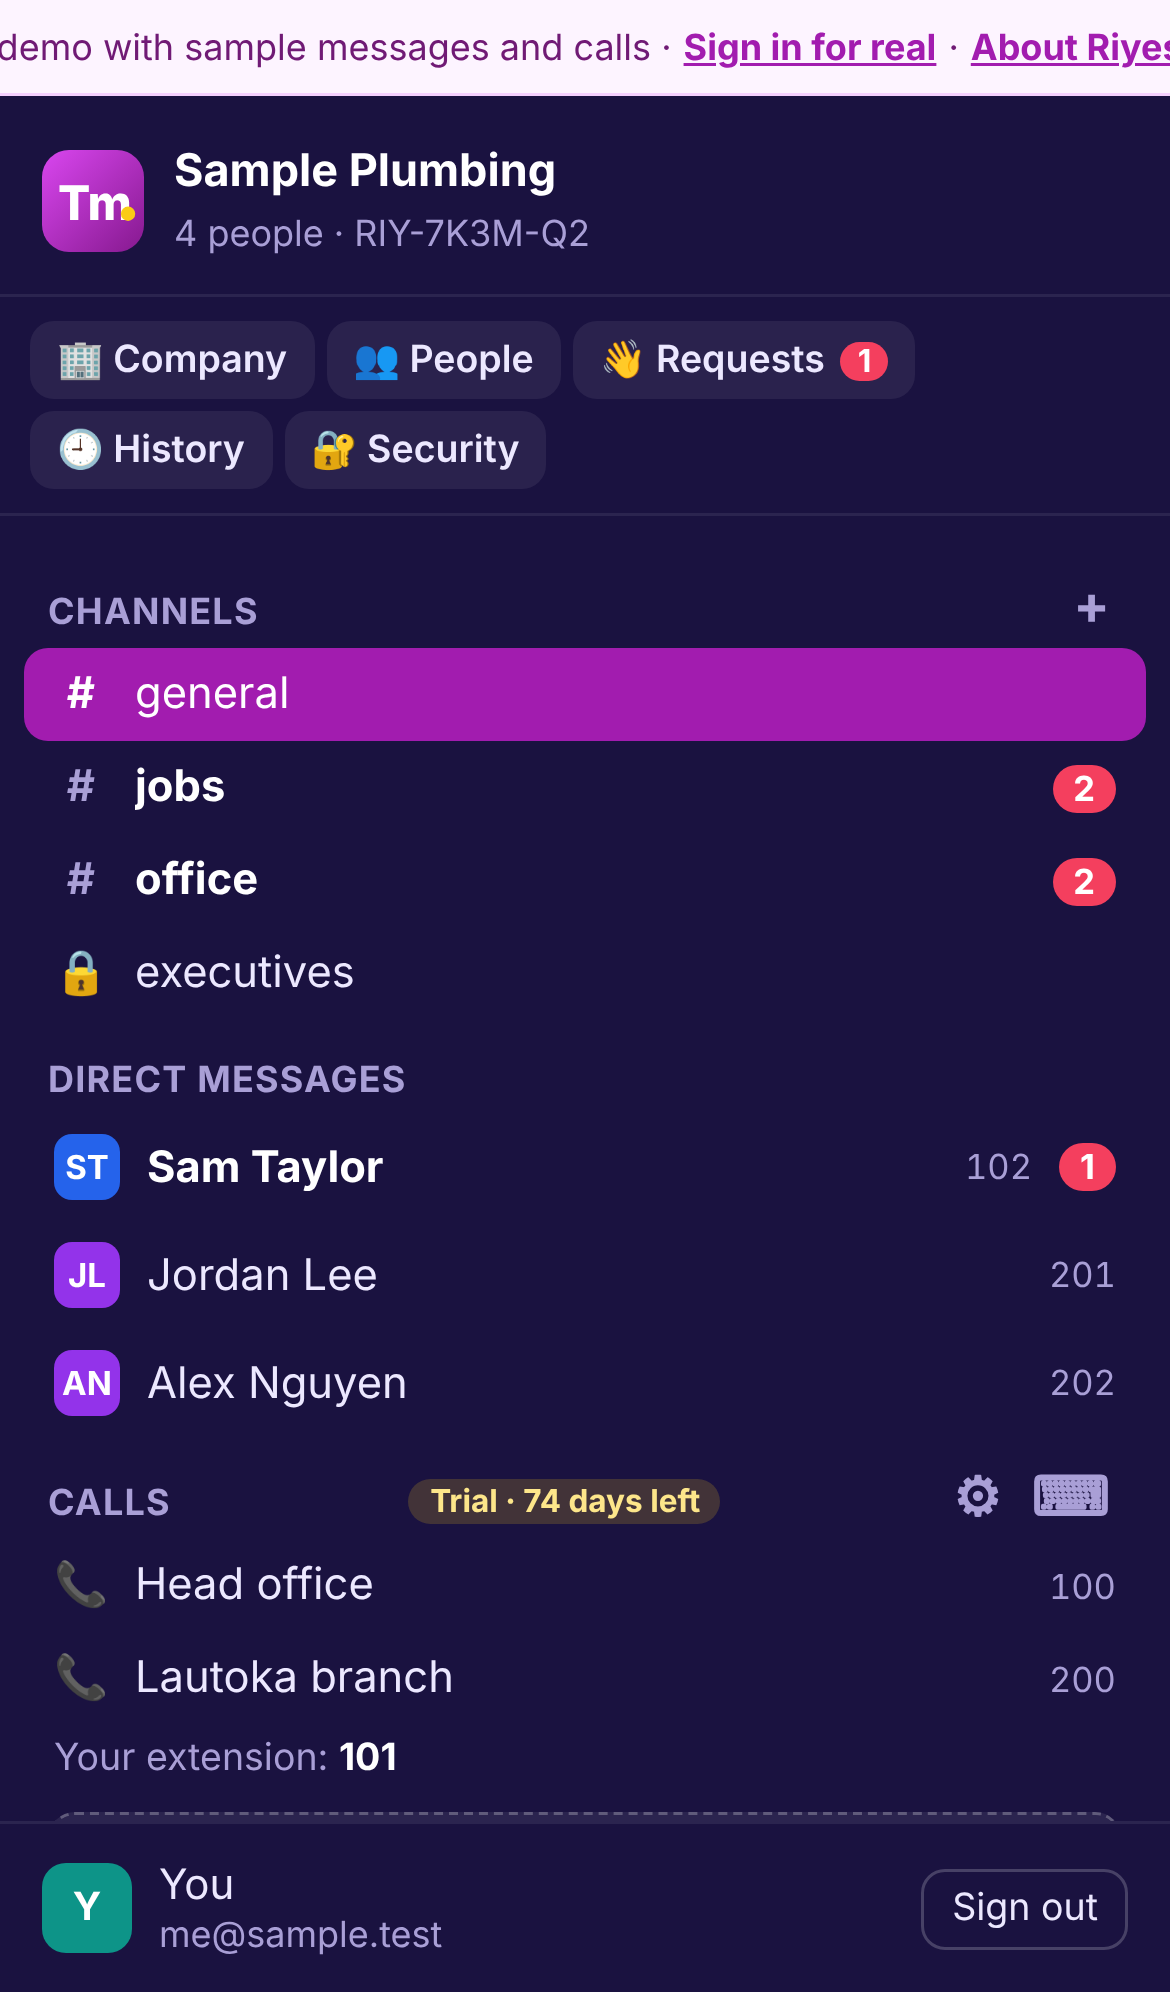 demo with sample messages and calls · Sign in for real · About Riyes
Tm
Sample Plumbing
4 people · RIY-7K3M-Q2
Company
People
Requests 1
History
Security
CHANNELS +
# general
# jobs 2
# office 2
executives
DIRECT MESSAGES
ST Sam Taylor 102 1
JL Jordan Lee 201
AN Alex Nguyen 202
CALLS Trial · 74 days left
Head office 100
Lautoka branch 200
Your extension: 101
Y You
me@sample.test
Sign out